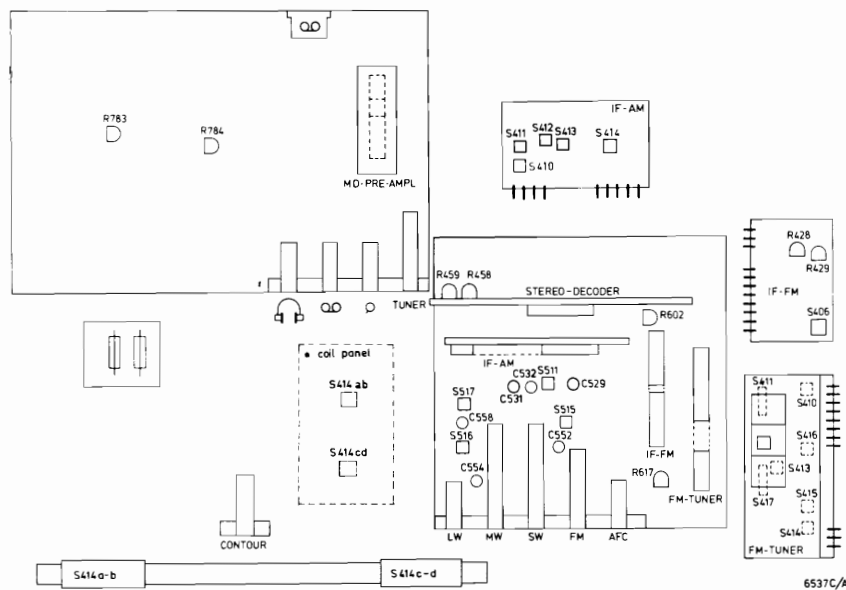 R783
R784
MD-PRE-AMPL
IF-AM
S411
S412
S413
S414
S410
R428
R429
IF-FM
S406
TUNER
R459
R458
STEREO-DECODER
R602
coil panel
S414ab
S414cd
IF-AM
C532
S511
C531
C529
S517
C558
S515
S516
C552
C554
IF-FM
R617
FM-TUNER
S411
S410
S416
S413
S417
S415
S414
FM-TUNER
CONTOUR
LW MW SW FM AFC
S414a-b
S414c-d
6537C/A